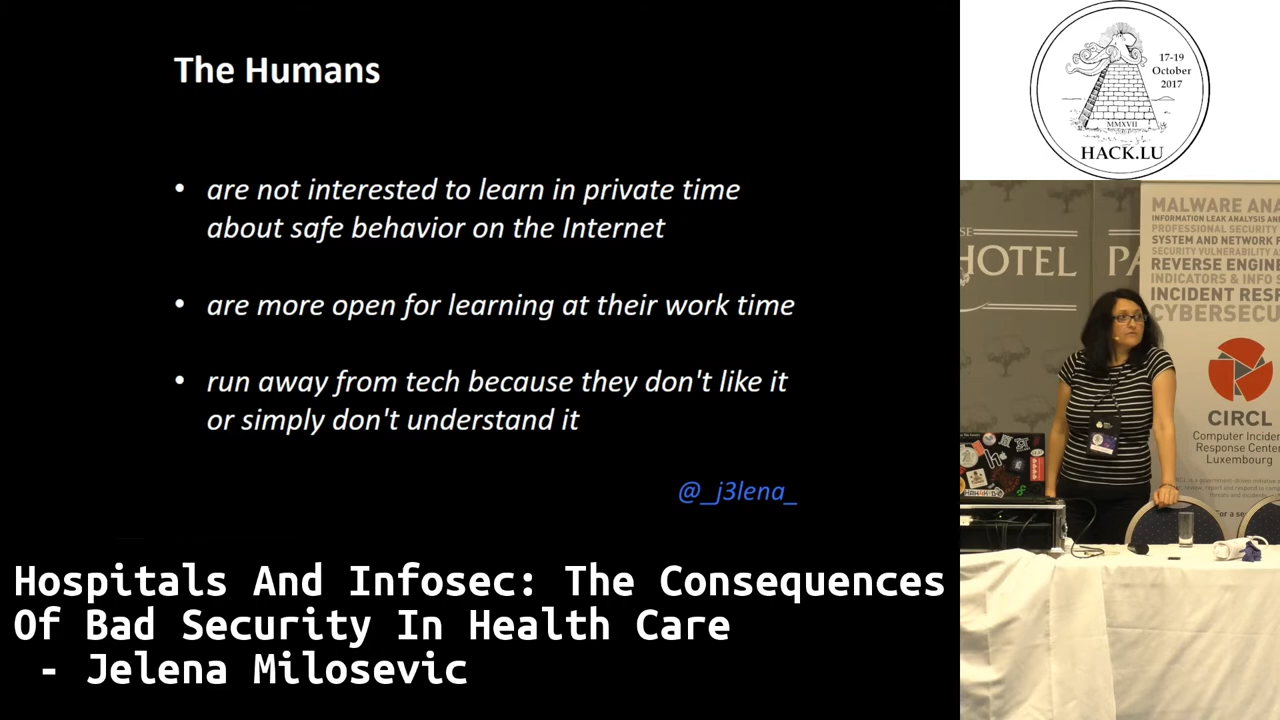 The Humans
• are not interested to learn in private time
about safe behavior on the Internet
• are more open for learning at their work time
• run away from tech because they don't like it
or simply don't understand it
@_j3lena_
Hospitals And Infosec: The Consequences
Of Bad Security In Health Care
- Jelena Milosevic
17-19
October
2017
MMXVII
HACK.LU
HOTEL PA
MALWARE ANA
INFORMATION LEAK ANALYSIS AN
PROFESSIONAL SECURITY
SYSTEM AND NETWORK F
SECURITY VULNERABILITY A
REVERSE ENGINE
INDICATORS & INFO S
INCIDENT RESP
CYBERSECU
CIRCL
Computer Incide
Response Cente
Luxembourg